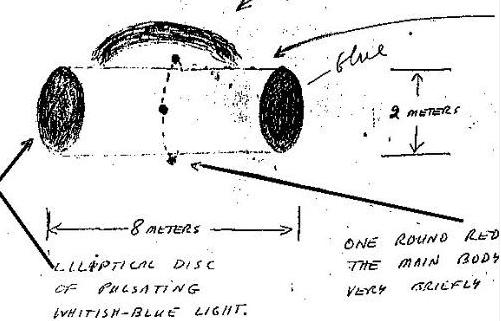 blue
2 METERS
8 METERS
ELLIPTICAL DISC
OF PULSATING
WHITISH-BLUE LIGHT.
ONE ROUND RED
THE MAIN BODY
VERY BRIEFLY